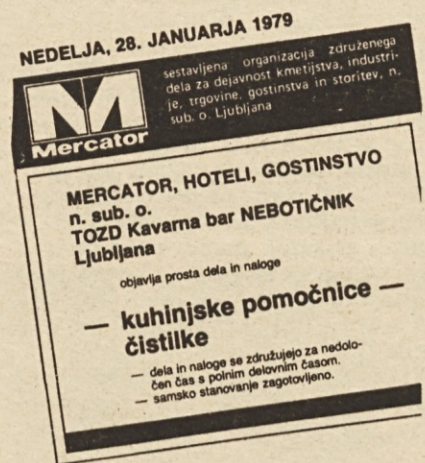 NEDELJA, 28. JANUARJA 1979
M
Mercator
sestavljena organizacija združenega
dela za dejavnost kmetijstva, industri-
je, trgovine, gostinstva in storitev, n.
sub. o. Ljubljana
MERCATOR, HOTELI, GOSTINSTVO
n. sub. o.
TOZD Kavarna bar NEBOTIČNIK
Ljubljana
objavlja prosta dela in naloge
— kuhinjske pomočnice —
čistilke
— dela in naloge se združujejo za nedolo-
čen čas s polnim delovnim časom.
— samsko stanovanje zagotovljeno.